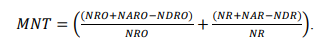 MNT = ((NRO+NARO−NDRO)/NRO + (NR+NAR−NDR)/NR).